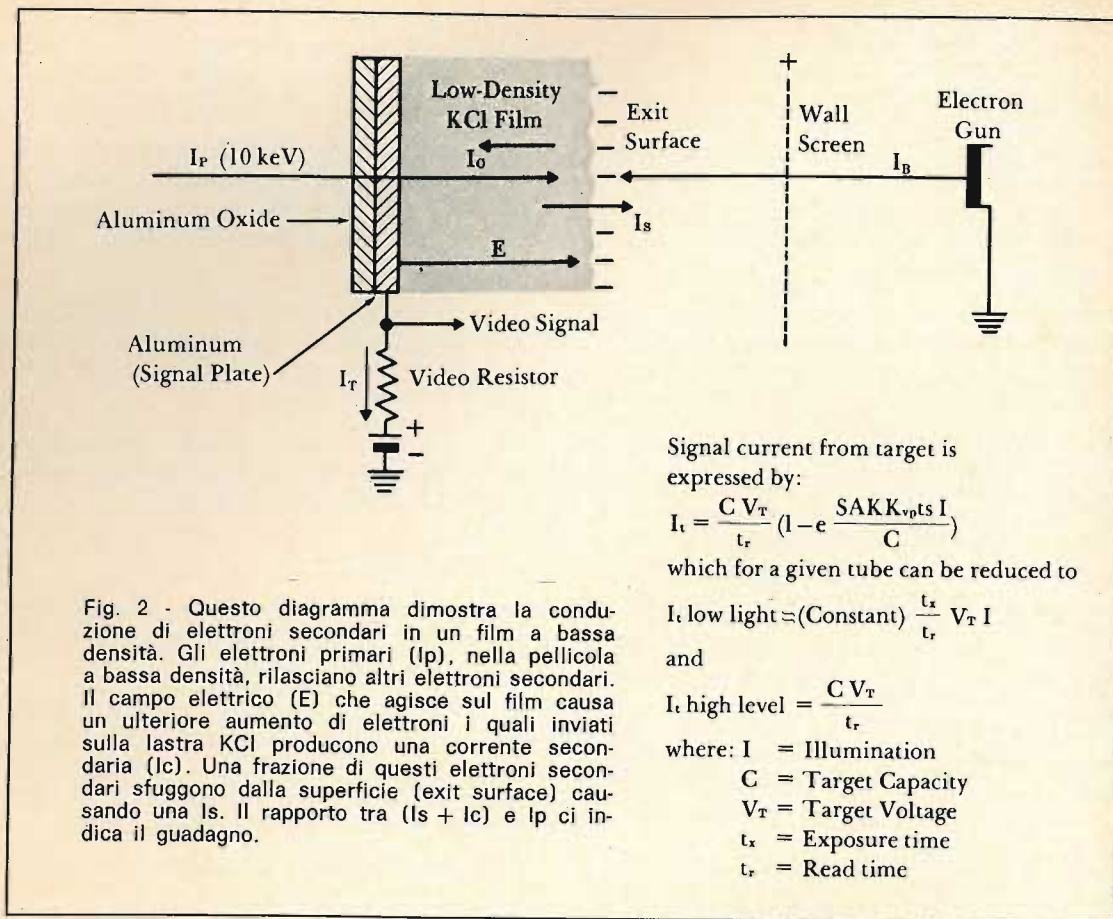 Low-Density
KCl Film
Exit
Surface
+
Wall
Screen
Electron
Gun
IP (10 keV)
Io
IB
Aluminum Oxide
Is
E
Video Signal
Aluminum
(Signal Plate)
IT
Video Resistor
+
−
Signal current from target is
expressed by:
It = C VT / tr (1 – e SAKKvpts I / C)
which for a given tube can be reduced to
It low light = (Constant) tx / tr VT I
and
It high level = C VT / tr
where: I = Illumination
C = Target Capacity
VT = Target Voltage
tx = Exposure time
tr = Read time
Fig. 2 - Questo diagramma dimostra la condu-
zione di elettroni secondari in un film a bassa
densità. Gli elettroni primari (Ip), nella pellicola
a bassa densità, rilasciano altri elettroni secondari.
Il campo elettrico (E) che agisce sul film causa
un ulteriore aumento di elettroni i quali inviati
sulla lastra KCl producono una corrente secon-
daria (Ic). Una frazione di questi elettroni secon-
dari sfuggono dalla superficie (exit surface) cau-
sando una Is. Il rapporto tra (Is + Ic) e Ip ci in-
dica il guadagno.